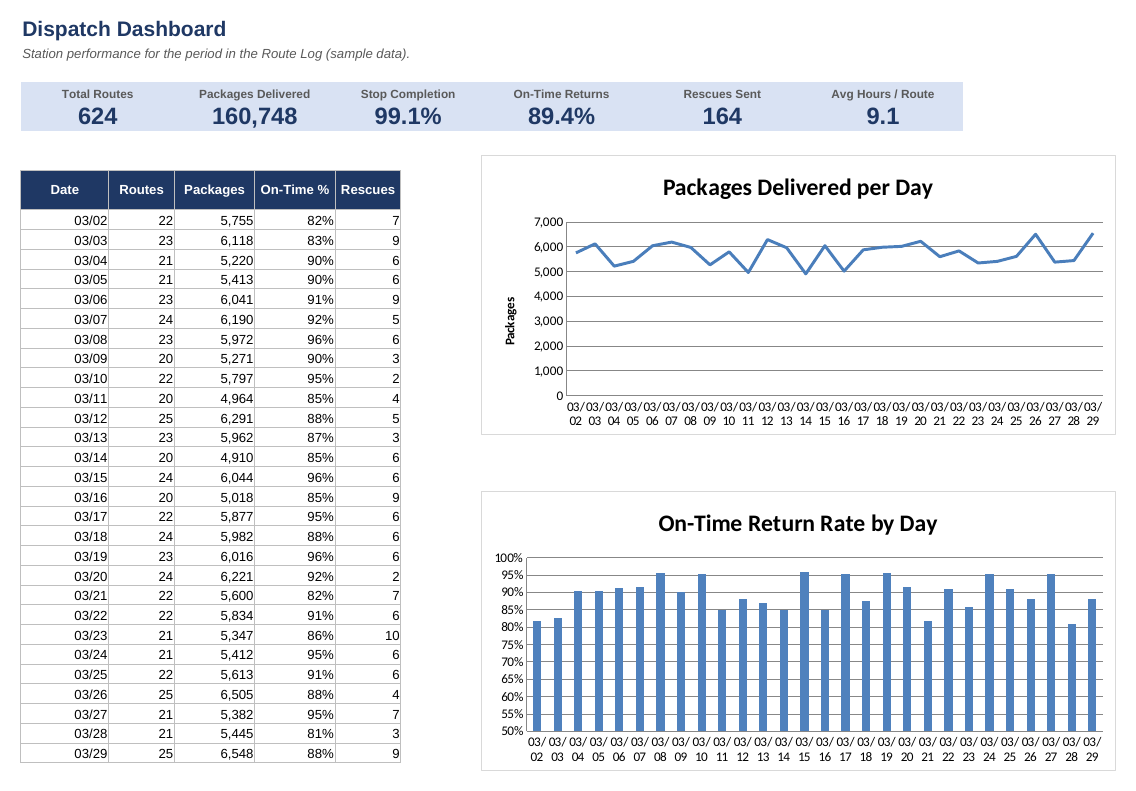 Dispatch Dashboard
Station performance for the period in the Route Log (sample data).
Total Routes Packages Delivered Stop Completion On-Time Returns Rescues Sent Avg Hours / Route
624 160,748 99.1% 89.4% 164 9.1
Date Routes Packages On-Time % Rescues
03/02 22 5,755 82% 7
03/03 23 6,118 83% 9
03/04 21 5,220 90% 6
03/05 21 5,413 90% 6
03/06 23 6,041 91% 9
03/07 24 6,190 92% 5
03/08 23 5,972 96% 6
03/09 20 5,271 90% 3
03/10 22 5,797 95% 2
03/11 20 4,964 85% 4
03/12 25 6,291 88% 5
03/13 23 5,962 87% 3
03/14 20 4,910 85% 6
03/15 24 6,044 96% 6
03/16 20 5,018 85% 9
03/17 22 5,877 95% 6
03/18 24 5,982 88% 6
03/19 23 6,016 96% 6
03/20 24 6,221 92% 2
03/21 22 5,600 82% 7
03/22 22 5,834 91% 6
03/23 21 5,347 86% 10
03/24 21 5,412 95% 6
03/25 22 5,613 91% 6
03/26 25 6,505 88% 4
03/27 21 5,382 95% 7
03/28 21 5,445 81% 3
03/29 25 6,548 88% 9
Packages Delivered per Day
Packages
7,000
6,000
5,000
4,000
3,000
2,000
1,000
0
03/ 03/ 03/ 03/ 03/ 03/ 03/ 03/ 03/ 03/ 03/ 03/ 03/ 03/ 03/ 03/ 03/ 03/ 03/ 03/ 03/ 03/ 03/ 03/ 03/ 03/ 03/ 03/
02 03 04 05 06 07 08 09 10 11 12 13 14 15 16 17 18 19 20 21 22 23 24 25 26 27 28 29
On-Time Return Rate by Day
100%
95%
90%
85%
80%
75%
70%
65%
60%
55%
50%
03/ 03/ 03/ 03/ 03/ 03/ 03/ 03/ 03/ 03/ 03/ 03/ 03/ 03/ 03/ 03/ 03/ 03/ 03/ 03/ 03/ 03/ 03/ 03/ 03/ 03/ 03/ 03/
02 03 04 05 06 07 08 09 10 11 12 13 14 15 16 17 18 19 20 21 22 23 24 25 26 27 28 29